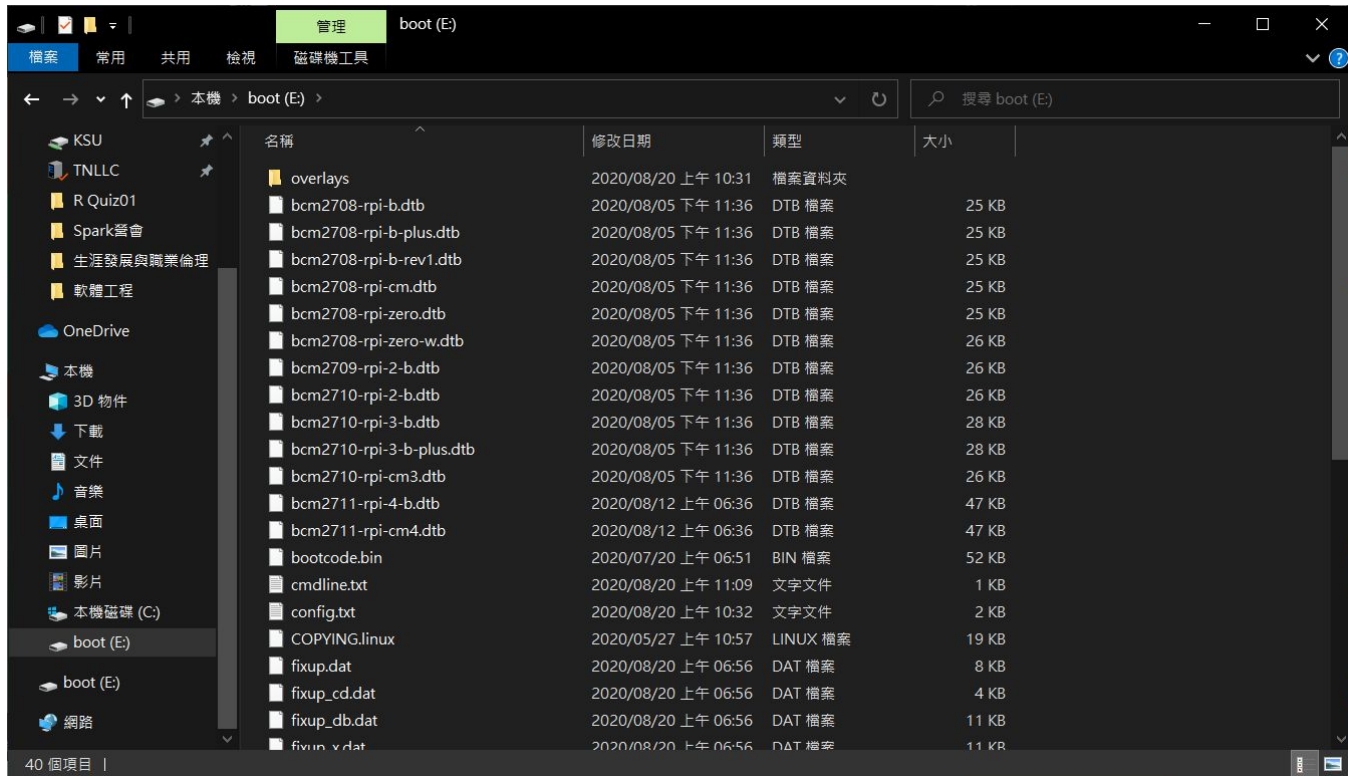 管理 boot (E:)
檔案 常用 共用 檢視 磁碟機工具
本機 boot (E:) 搜尋 boot (E:)
KSU
TNLLC
R Quiz01
Spark營會
生涯發展與職業倫理
軟體工程
OneDrive
本機
3D 物件
下載
文件
音樂
桌面
圖片
影片
本機磁碟 (C:)
boot (E:)
boot (E:)
網路
名稱 修改日期 類型 大小
overlays 2020/08/20 上午 10:31 檔案資料夾
bcm2708-rpi-b.dtb 2020/08/05 下午 11:36 DTB 檔案 25 KB
bcm2708-rpi-b-plus.dtb 2020/08/05 下午 11:36 DTB 檔案 25 KB
bcm2708-rpi-b-rev1.dtb 2020/08/05 下午 11:36 DTB 檔案 25 KB
bcm2708-rpi-cm.dtb 2020/08/05 下午 11:36 DTB 檔案 25 KB
bcm2708-rpi-zero.dtb 2020/08/05 下午 11:36 DTB 檔案 25 KB
bcm2708-rpi-zero-w.dtb 2020/08/05 下午 11:36 DTB 檔案 26 KB
bcm2709-rpi-2-b.dtb 2020/08/05 下午 11:36 DTB 檔案 26 KB
bcm2710-rpi-2-b.dtb 2020/08/05 下午 11:36 DTB 檔案 26 KB
bcm2710-rpi-3-b.dtb 2020/08/05 下午 11:36 DTB 檔案 28 KB
bcm2710-rpi-3-b-plus.dtb 2020/08/05 下午 11:36 DTB 檔案 28 KB
bcm2710-rpi-cm3.dtb 2020/08/05 下午 11:36 DTB 檔案 26 KB
bcm2711-rpi-4-b.dtb 2020/08/12 上午 06:36 DTB 檔案 47 KB
bcm2711-rpi-cm4.dtb 2020/08/12 上午 06:36 DTB 檔案 47 KB
bootcode.bin 2020/07/20 上午 06:51 BIN 檔案 52 KB
cmdline.txt 2020/08/20 上午 11:09 文字文件 1 KB
config.txt 2020/08/20 上午 10:32 文字文件 2 KB
COPYING.linux 2020/05/27 上午 10:57 LINUX 檔案 19 KB
fixup.dat 2020/08/20 上午 06:56 DAT 檔案 8 KB
fixup_cd.dat 2020/08/20 上午 06:56 DAT 檔案 4 KB
fixup_db.dat 2020/08/20 上午 06:56 DAT 檔案 11 KB
fixup_x.dat 2020/08/20 上午 06:56 DAT 檔案 11 KB
40 個項目